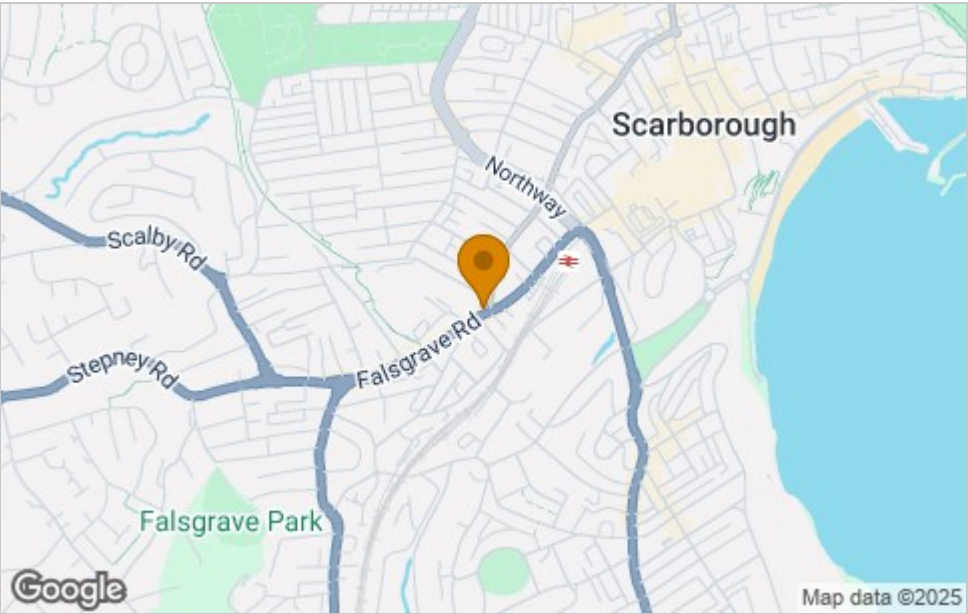 Scarborough
Northway
Scalby Rd
Falsgrave Rd
Stepney Rd
Falsgrave Park
Google
Map data ©2025